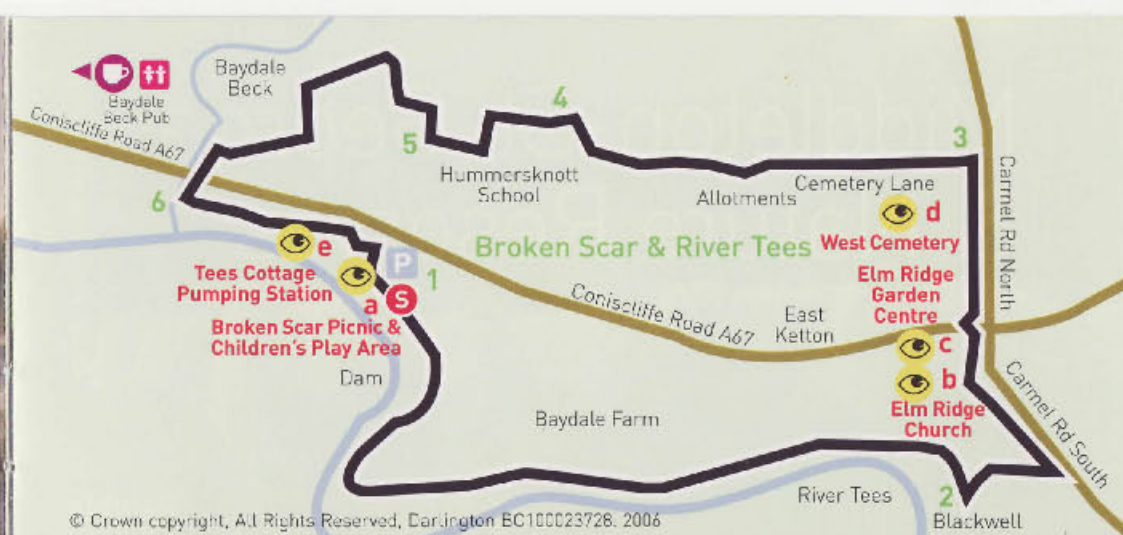 Baydale
Beck
Baydale
Beck Pub
Coniscliffe Road A67
4
5
3
Hummersknott
School
Allotments
Cemetery Lane
Carmel Rd North
6
d
West Cemetery
Broken Scar & River Tees
e
P
1
Tees Cottage
Pumping Station
a
S
Broken Scar Picnic &
Children's Play Area
Elm Ridge
Garden
Centre
Coniscliffe Road A67
East
Ketton
c
b
Elm Ridge
Church
Carmel Rd South
Dam
Baydale Farm
River Tees
2
Blackwell
© Crown copyright, All Rights Reserved, Darlington BC100023728. 2006